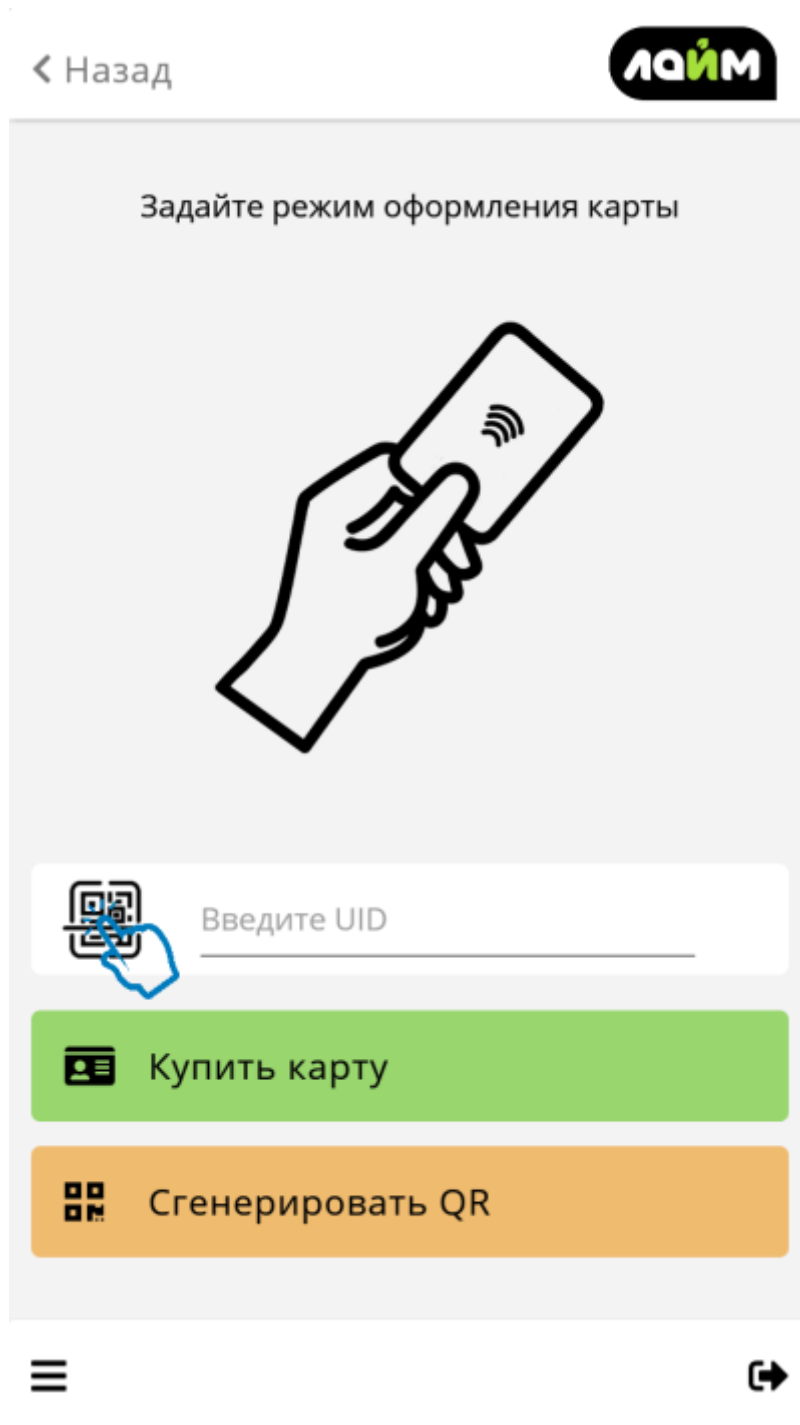 Назад
лайм
Задайте режим оформления карты
Введите UID
Купить карту
Сгенерировать QR